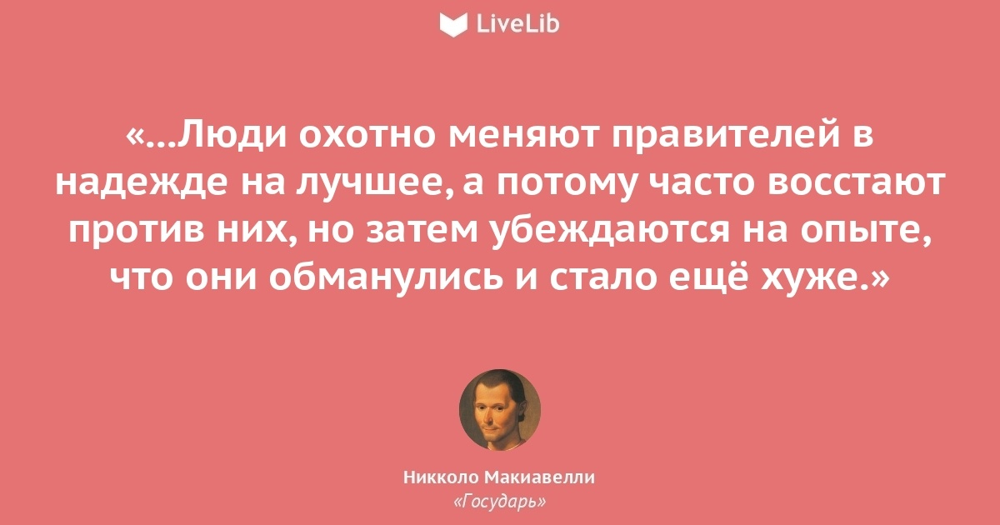 LiveLib
«...Люди охотно меняют правителей в
надежде на лучшее, а потому часто восстают
против них, но затем убеждаются на опыте,
что они обманулись и стало ещё хуже.»
Никколо Макиавелли
«Государь»